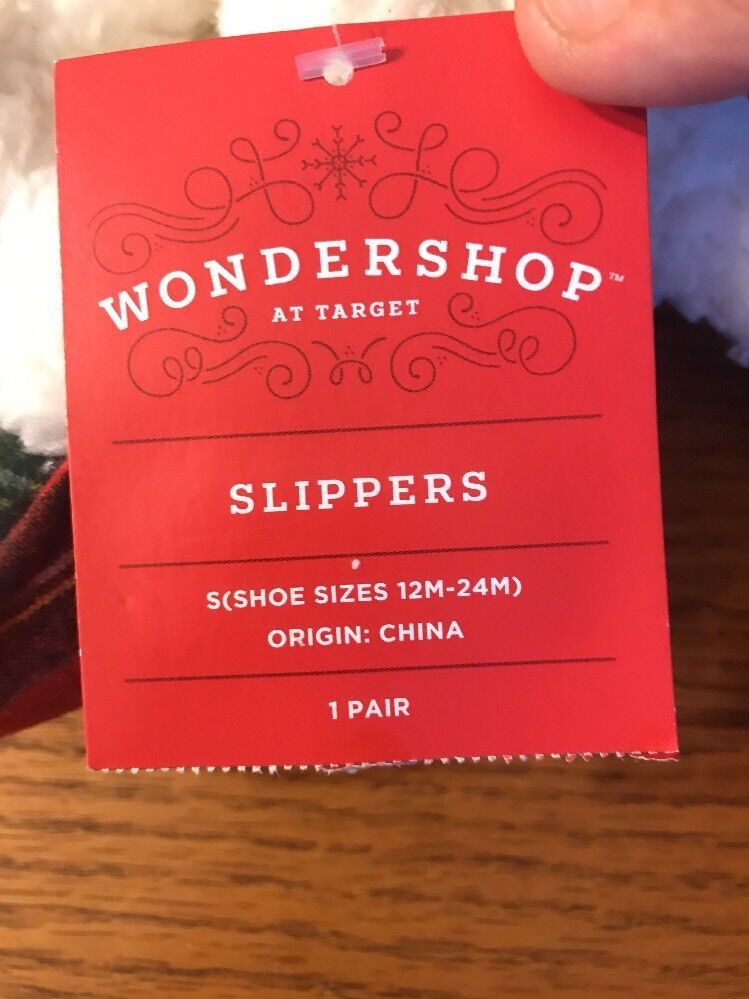 WONDERSHOP™
AT TARGET
SLIPPERS
S(SHOE SIZES 12M-24M)
ORIGIN: CHINA
1 PAIR